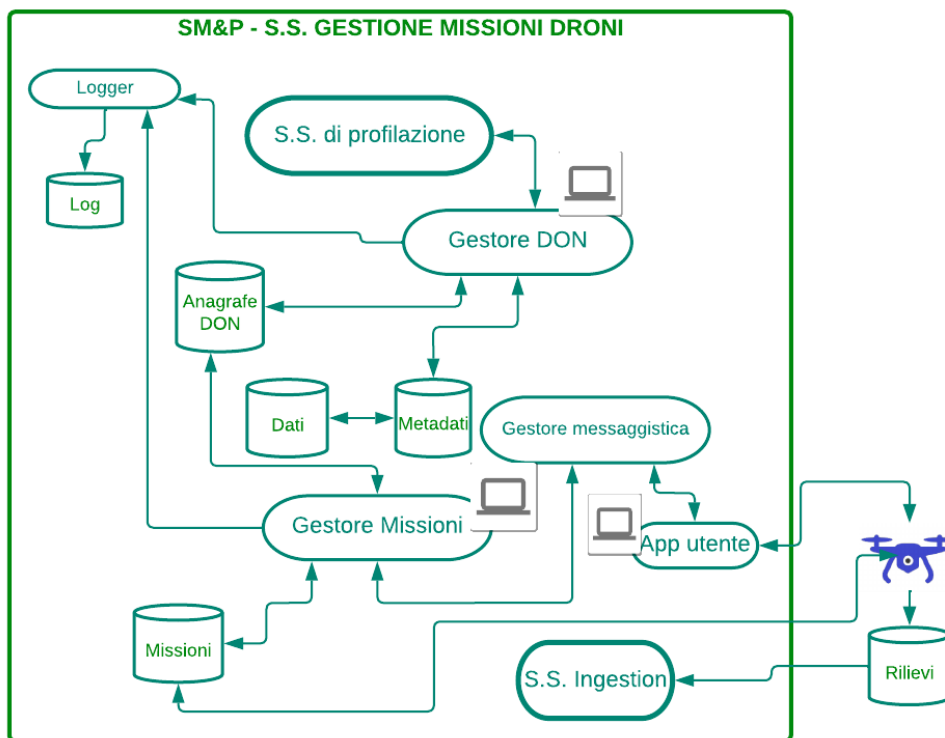 SM&P - S.S. GESTIONE MISSIONI DRONI
Logger
S.S. di profilazione
Log
Gestore DON
Anagrafe
DON
Dati
Metadati
Gestore messaggistica
Gestore Missioni
App utente
Missioni
S.S. Ingestion
Rilievi